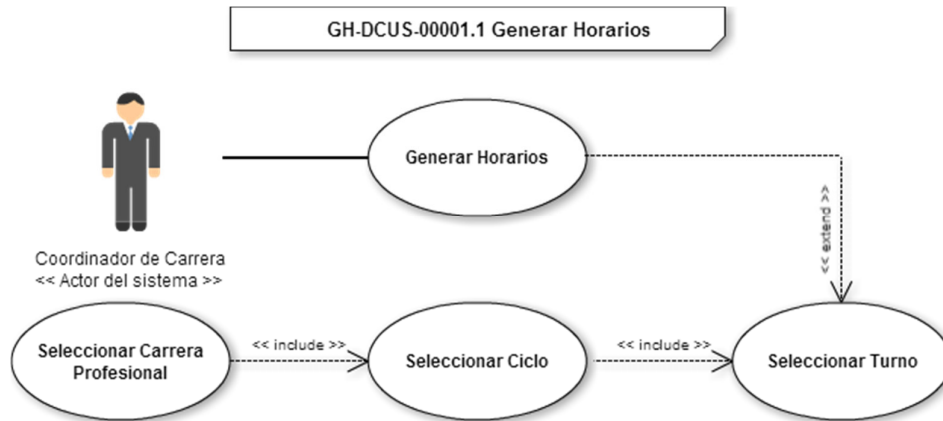 GH-DCUS-00001.1 Generar Horarios
Generar Horarios
<< extend >>
Coordinador de Carrera
<< Actor del sistema >>
Seleccionar Carrera
Profesional
<< include >>
Seleccionar Ciclo
<< include >>
Seleccionar Turno